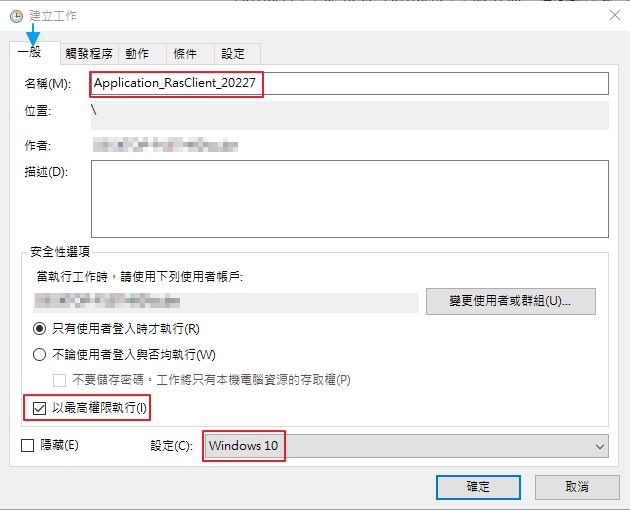 建立工作
一般 觸發程序 動作 條件 設定
名稱(M): Application_RasClient_20227
位置: \
作者:
描述(D):
安全性選項
當執行工作時，請使用下列使用者帳戶:
變更使用者或群組(U)...
只有使用者登入時才執行(R)
不論使用者登入與否均執行(W)
不要儲存密碼。工作將只有本機電腦資源的存取權(P)
以最高權限執行(I)
隱藏(E) 設定(C): Windows 10
確定 取消